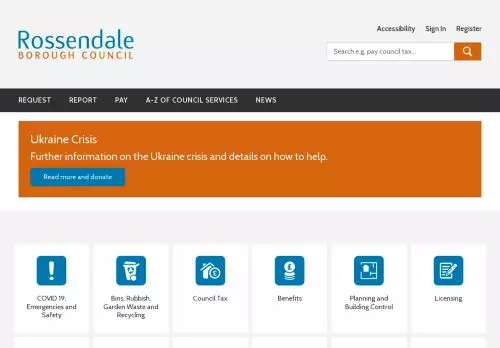 Rossendale
BOROUGH COUNCIL
Accessibility Sign In Register
Search e.g. pay council tax...
REQUEST REPORT PAY A-Z OF COUNCIL SERVICES NEWS
Ukraine Crisis
Further information on the Ukraine crisis and details on how to help.
Read more and donate
COVID 19,
Emergencies and
Safety
Bins, Rubbish,
Garden Waste and
Recycling
Council Tax
Benefits
Planning and
Building Control
Licensing